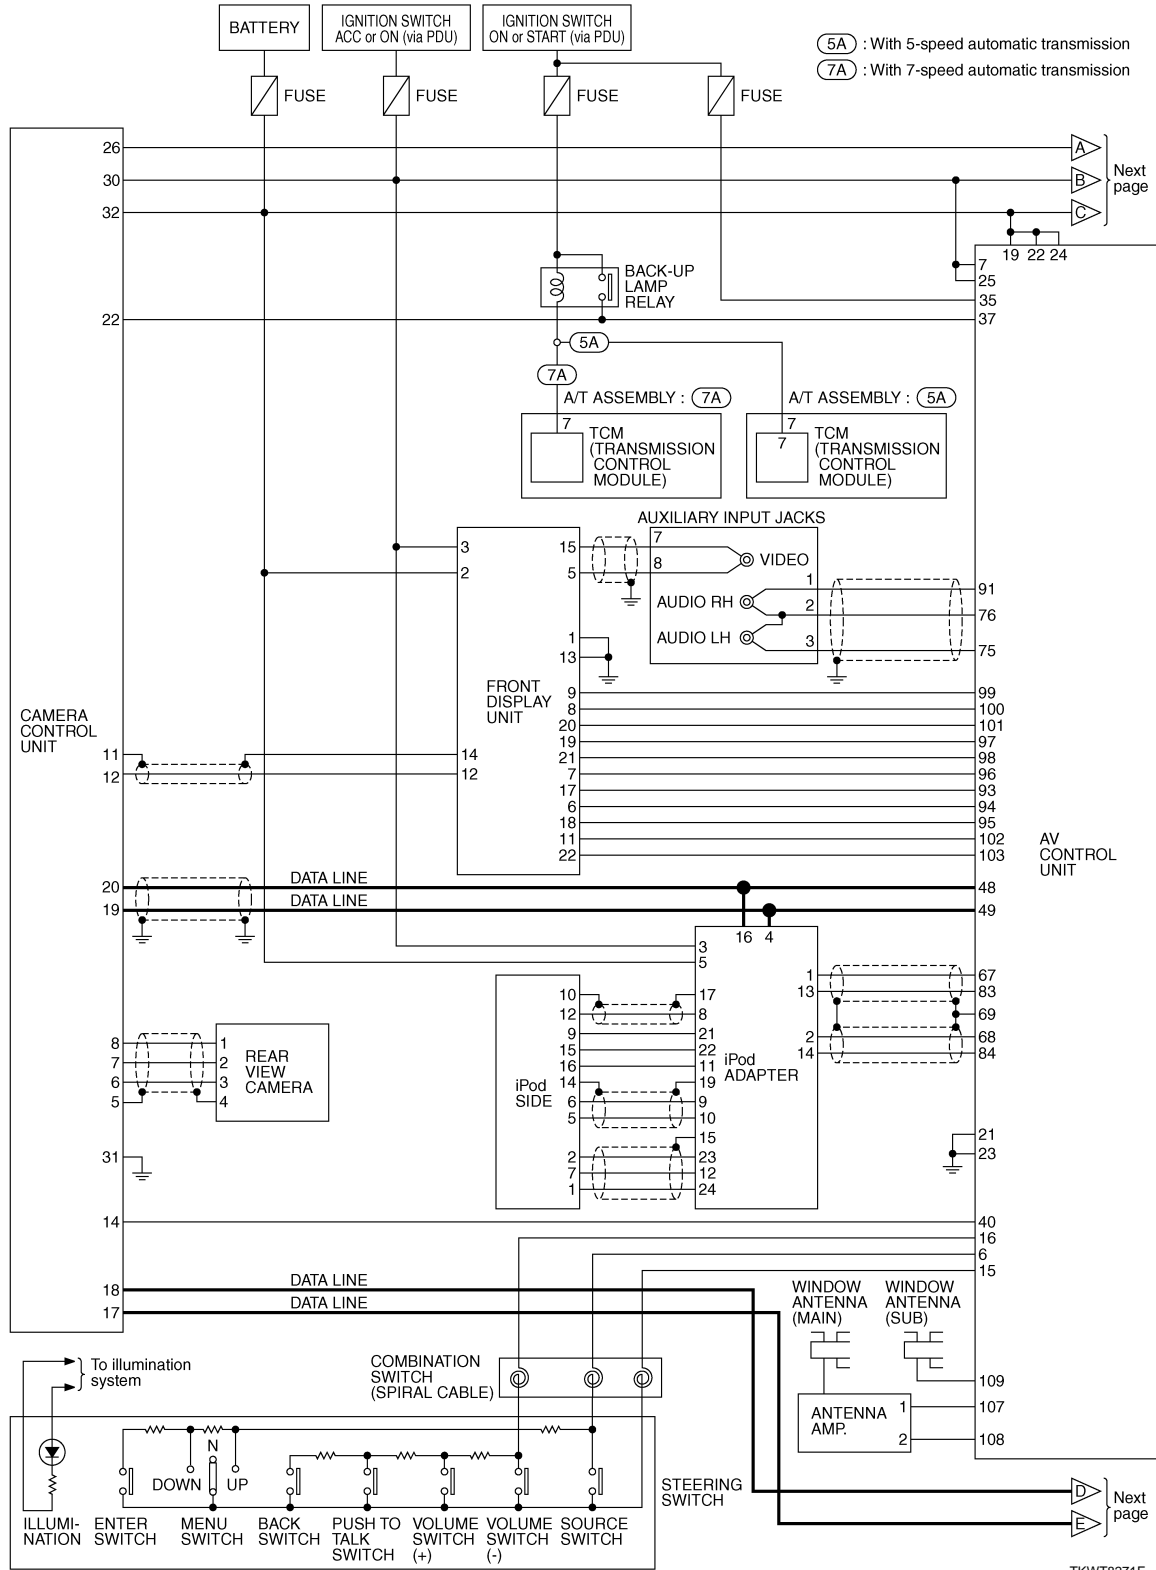 BATTERY
IGNITION SWITCH
ACC or ON (via PDU)
IGNITION SWITCH
ON or START (via PDU)
5A : With 5-speed automatic transmission
7A : With 7-speed automatic transmission
FUSE
FUSE
FUSE
FUSE
26
A
30
B
Next
page
32
C
19 22 24
7
25
BACK-UP
LAMP
RELAY
35
22
37
5A
7A
A/T ASSEMBLY : 7A
A/T ASSEMBLY : 5A
7
TCM
(TRANSMISSION
CONTROL
MODULE)
7
7
TCM
(TRANSMISSION
CONTROL
MODULE)
AUXILIARY INPUT JACKS
3
2
15
5
7
8
VIDEO
AUDIO RH
AUDIO LH
1
2
3
91
76
75
1
13
FRONT
DISPLAY
UNIT
9 99
8 100
20 101
19 97
21 98
7 96
17 93
6 94
18 95
11 102
22 103
CAMERA
CONTROL
UNIT
11 14
12 12
AV
CONTROL
UNIT
20 DATA LINE 48
19 DATA LINE 49
16 4
3
5
1 67
13 83
69
2 68
14 84
iPod
ADAPTER
iPod
SIDE
10 17
12 8
9 21
15 22
16 11
14 19
6 9
5 10
15
2 23
7 12
1 24
8 1
7 2
6 3
5 4
REAR
VIEW
CAMERA
31
21
23
14 40
16
6
15
18 DATA LINE
17 DATA LINE
WINDOW
ANTENNA
(MAIN)
WINDOW
ANTENNA
(SUB)
109
ANTENNA
AMP.
1 107
2 108
To illumination
system
COMBINATION
SWITCH
(SPIRAL CABLE)
N
DOWN
UP
STEERING
SWITCH
D
E
Next
page
ILLUMI-
NATION
ENTER
SWITCH
MENU
SWITCH
BACK
SWITCH
PUSH TO
TALK
SWITCH
VOLUME
SWITCH
(+)
VOLUME
SWITCH
(-)
SOURCE
SWITCH